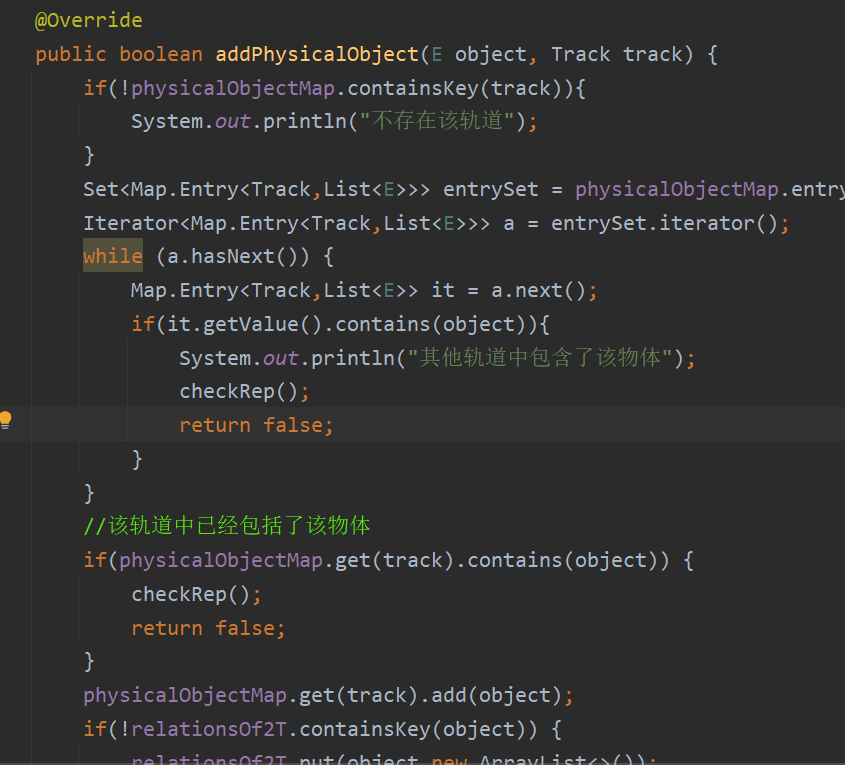 @Override
public boolean addPhysicalObject(E object, Track track) {
if(!physicalObjectMap.containsKey(track)){
System.out.println("不存在该轨道");
}
Set<Map.Entry<Track,List<E>>> entrySet = physicalObjectMap.entry
Iterator<Map.Entry<Track,List<E>>> a = entrySet.iterator();
while (a.hasNext()) {
Map.Entry<Track,List<E>> it = a.next();
if(it.getValue().contains(object)){
System.out.println("其他轨道中包含了该物体");
checkRep();
return false;
}
}
//该轨道中已经包括了该物体
if(physicalObjectMap.get(track).contains(object)) {
checkRep();
return false;
}
physicalObjectMap.get(track).add(object);
if(!relationsOf2T.containsKey(object)) {
relationsOf2T.put(object,new ArrayList<>());